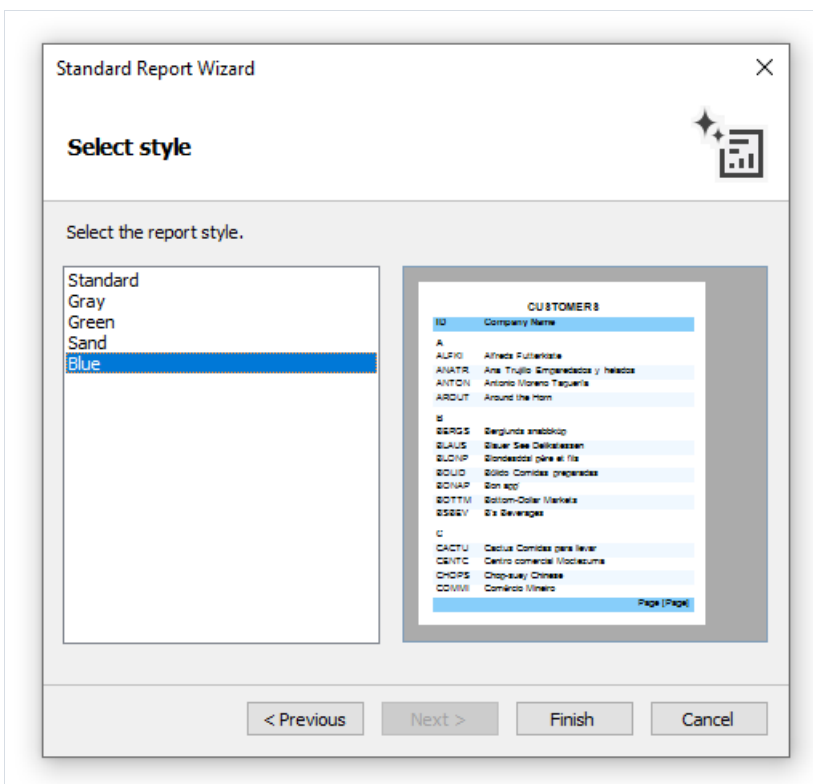 Standard Report Wizard
Select style
Select the report style.
Standard
Gray
Green
Sand
Blue
CUSTOMERS
ID Company Name
A
ALFKI Alfreds Futterkiste
ANATR Ana Trujillo Emparedados y helados
ANTON Antonio Moreno Taquería
AROUT Around the Horn
B
BERGS Berglunds snabbköp
BLAUS Blauer See Delikatessen
BLONP Blondesddsl père et fils
BOLID Bólido Comidas preparadas
BONAP Bon app'
BOTTM Bottom-Dollar Markets
BSBEV B's Beverages
C
CACTU Cactus Comidas para llevar
CENTC Centro comercial Moctezuma
CHOPS Chop-suey Chinese
COMMI Comércio Mineiro
Page [Page]
< Previous Next > Finish Cancel